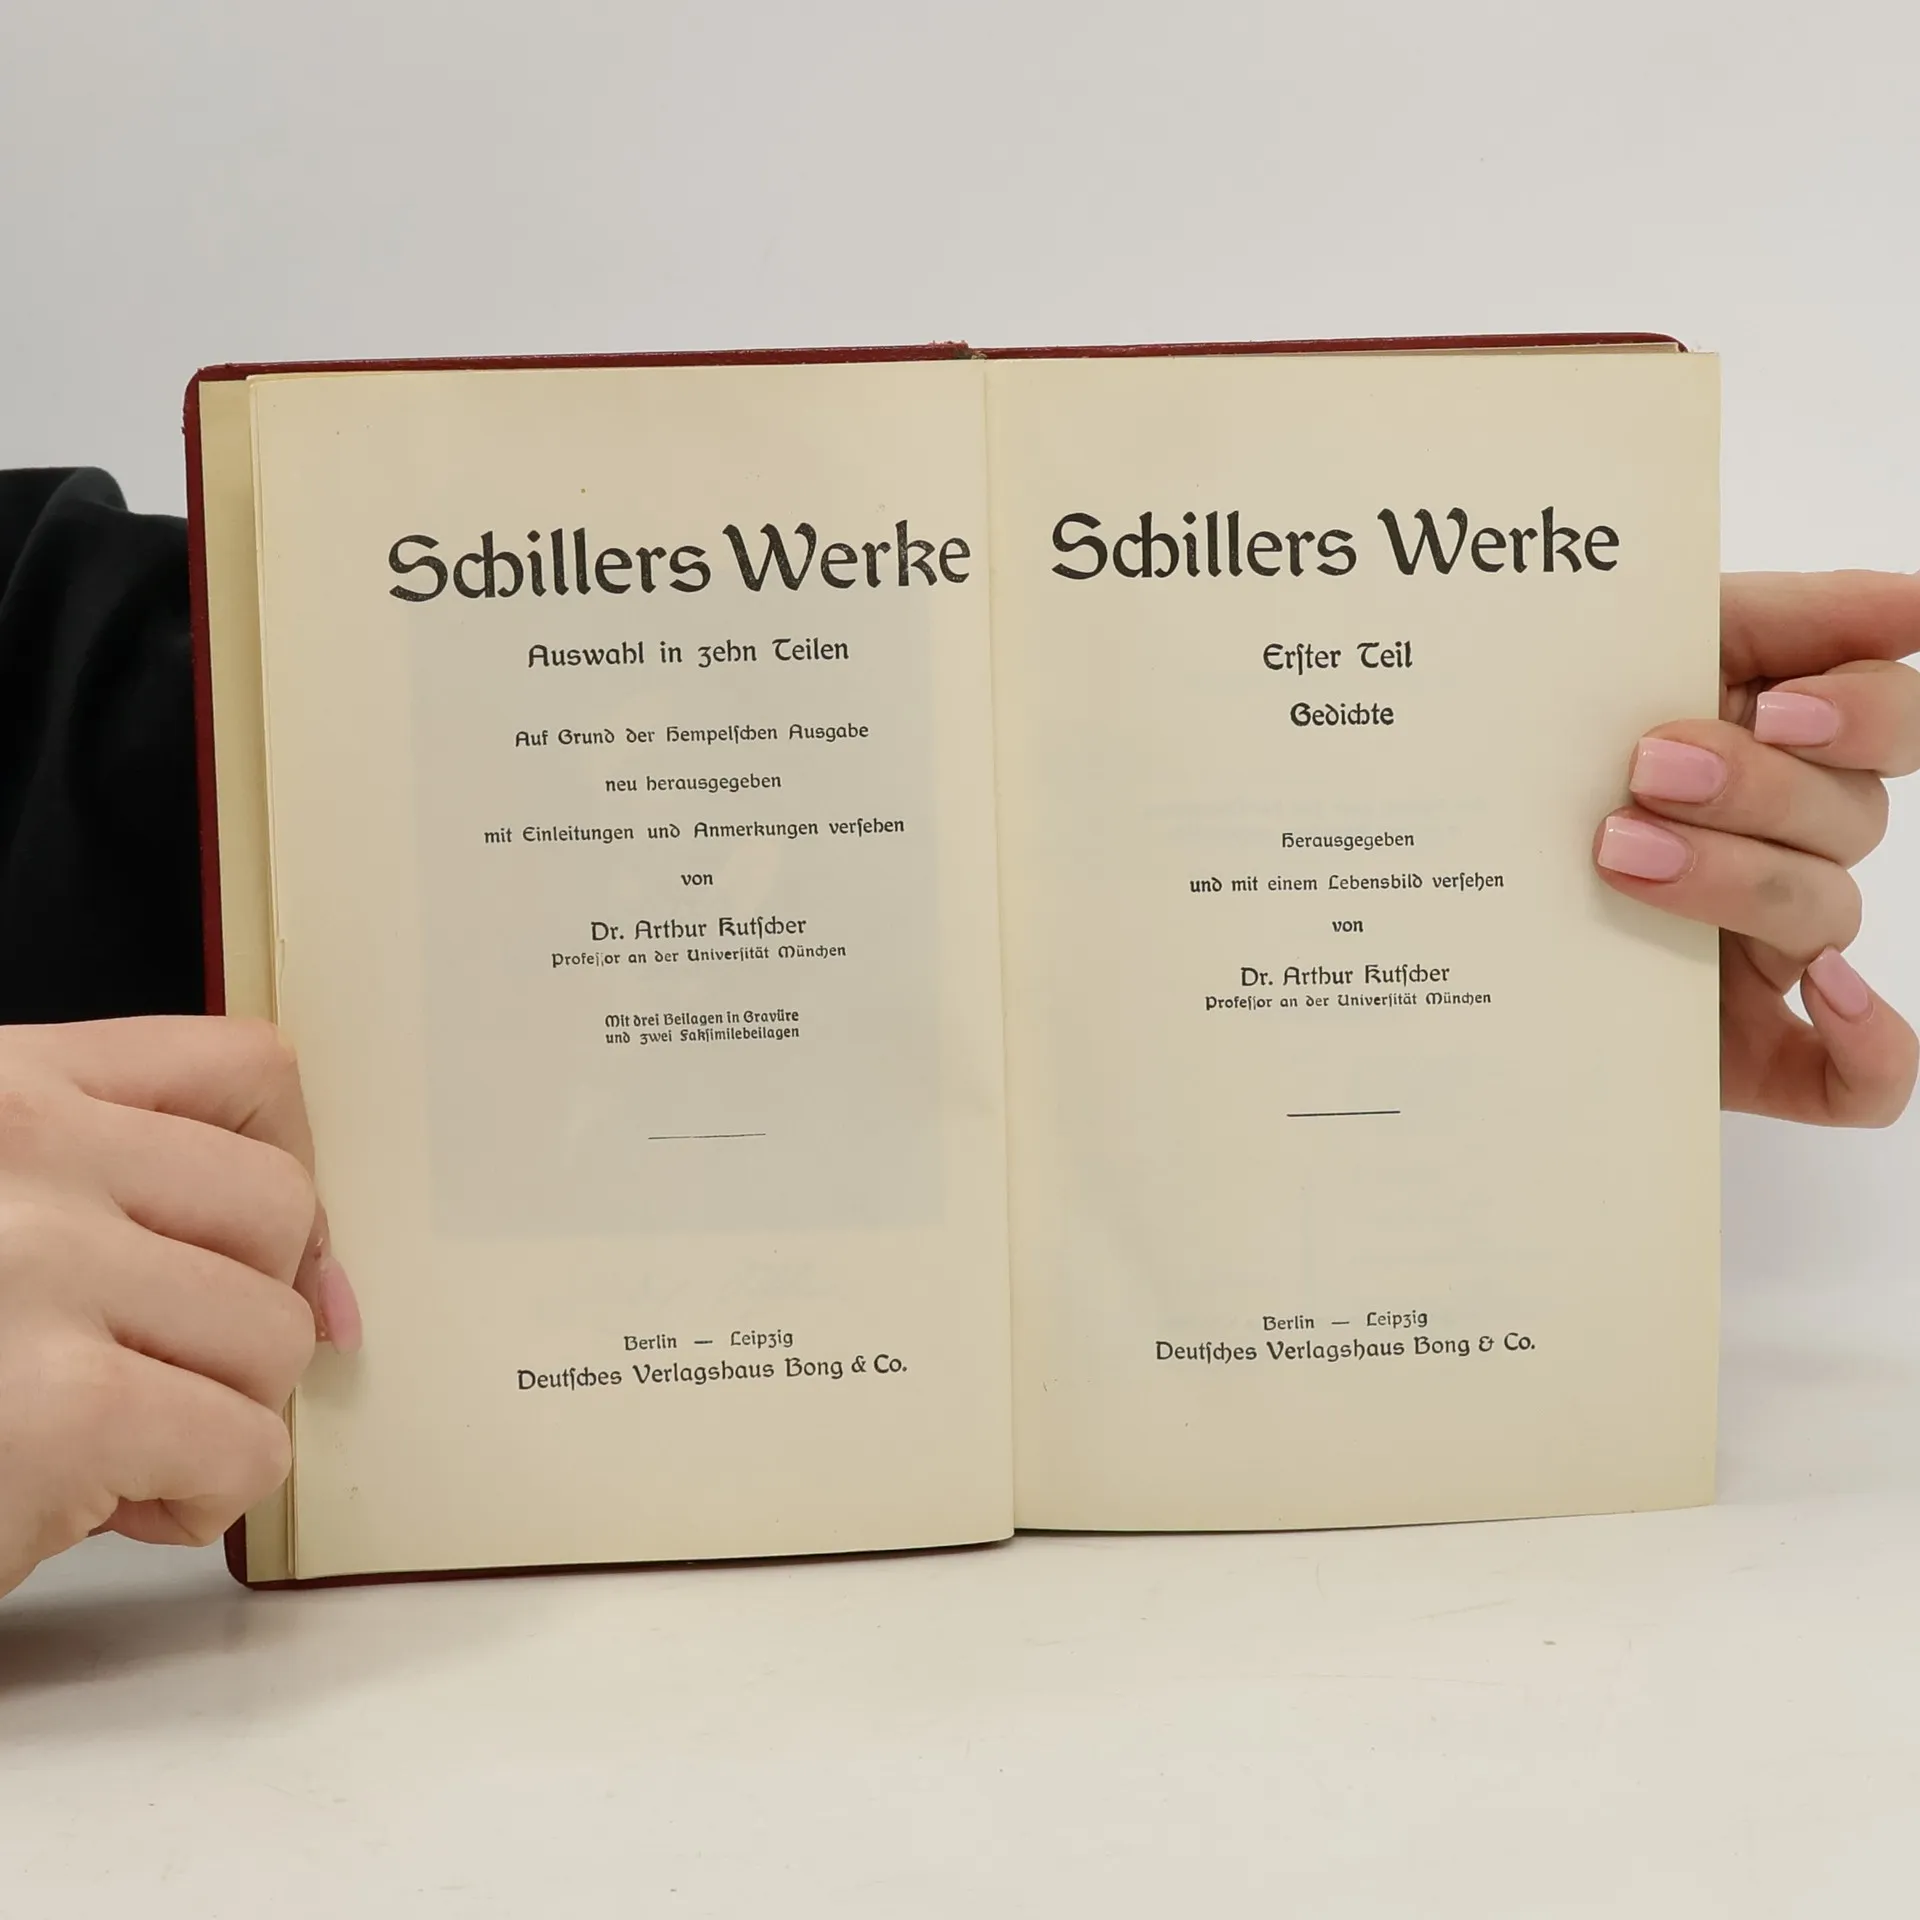 Schillers Werke
Auswahl in zehn Teilen
Auf Grund der Hempelſchen Ausgabe
neu herausgegeben
mit Einleitungen und Anmerkungen verſehen
von
Dr. Arthur Kutſcher
Profeſſor an der Univerſität München
Mit drei Beilagen in Gravüre
und zwei Fakſimilebeilagen
Berlin — Leipzig
Deutſches Verlagshaus Bong & Co.
Schillers Werke
Erſter Teil
Gedichte
Herausgegeben
und mit einem Lebensbild verſehen
von
Dr. Arthur Kutſcher
Profeſſor an der Univerſität München
Berlin — Leipzig
Deutſches Verlagshaus Bong & Co.